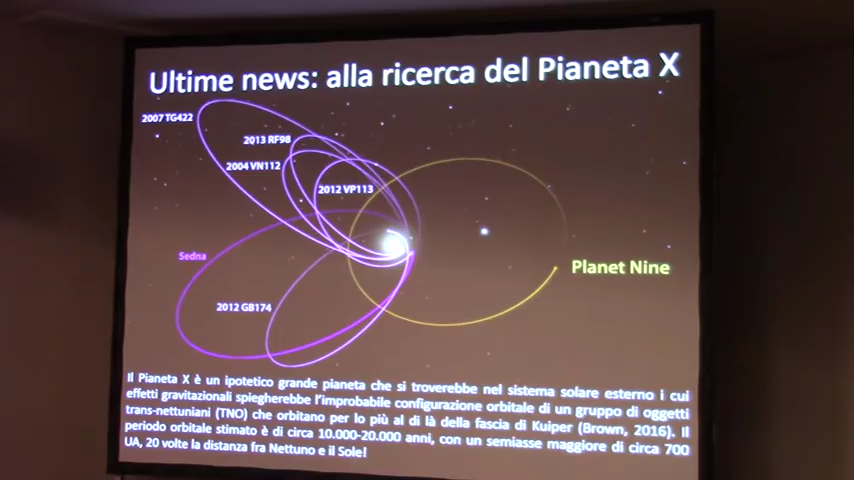 Ultime news: alla ricerca del Pianeta X
2007 TG422
2013 RF98
2004 VN112
2012 VP113
Sedna
Planet Nine
2012 GB174
Il Pianeta X è un ipotetico grande pianeta che si troverebbe nel sistema solare esterno i cui
effetti gravitazionali spiegherebbe l'improbabile configurazione orbitale di un gruppo di oggetti
trans-nettuniani (TNO) che orbitano per lo più al di là della fascia di Kuiper (Brown, 2016). Il
periodo orbitale stimato è di circa 10.000-20.000 anni, con un semiasse maggiore di circa 700
UA, 20 volte la distanza fra Nettuno e il Sole!